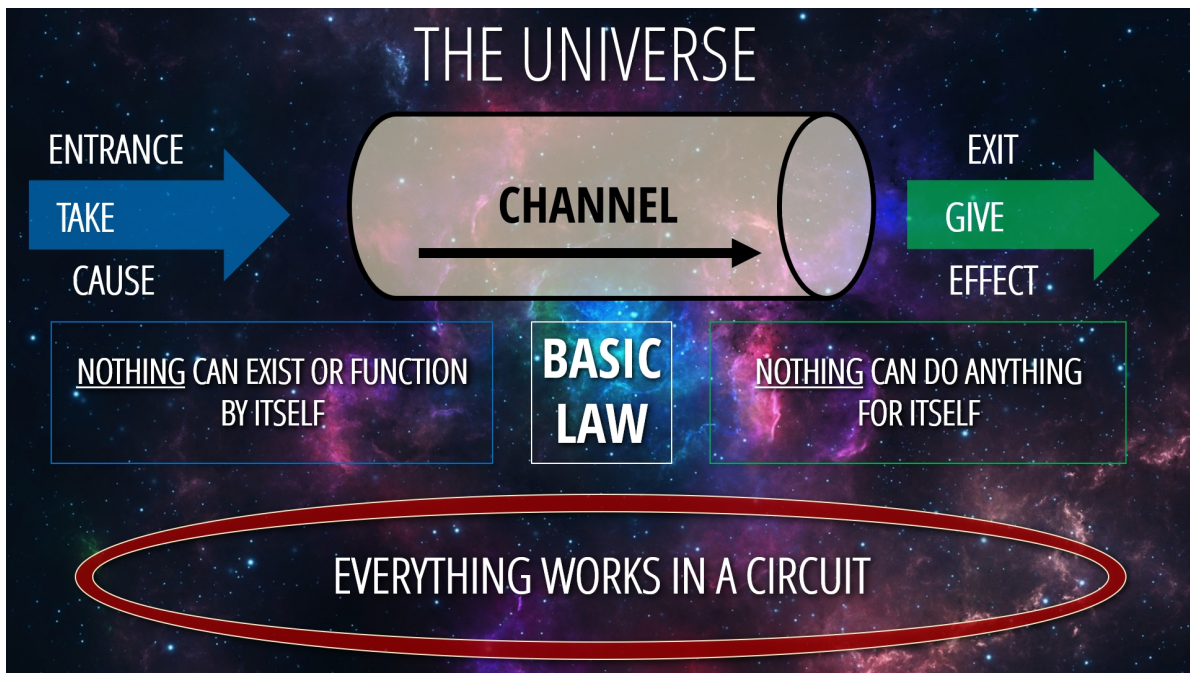 THE UNIVERSE
ENTRANCE
TAKE
CAUSE
CHANNEL
EXIT
GIVE
EFFECT
NOTHING CAN EXIST OR FUNCTION
BY ITSELF
BASIC
LAW
NOTHING CAN DO ANYTHING
FOR ITSELF
EVERYTHING WORKS IN A CIRCUIT